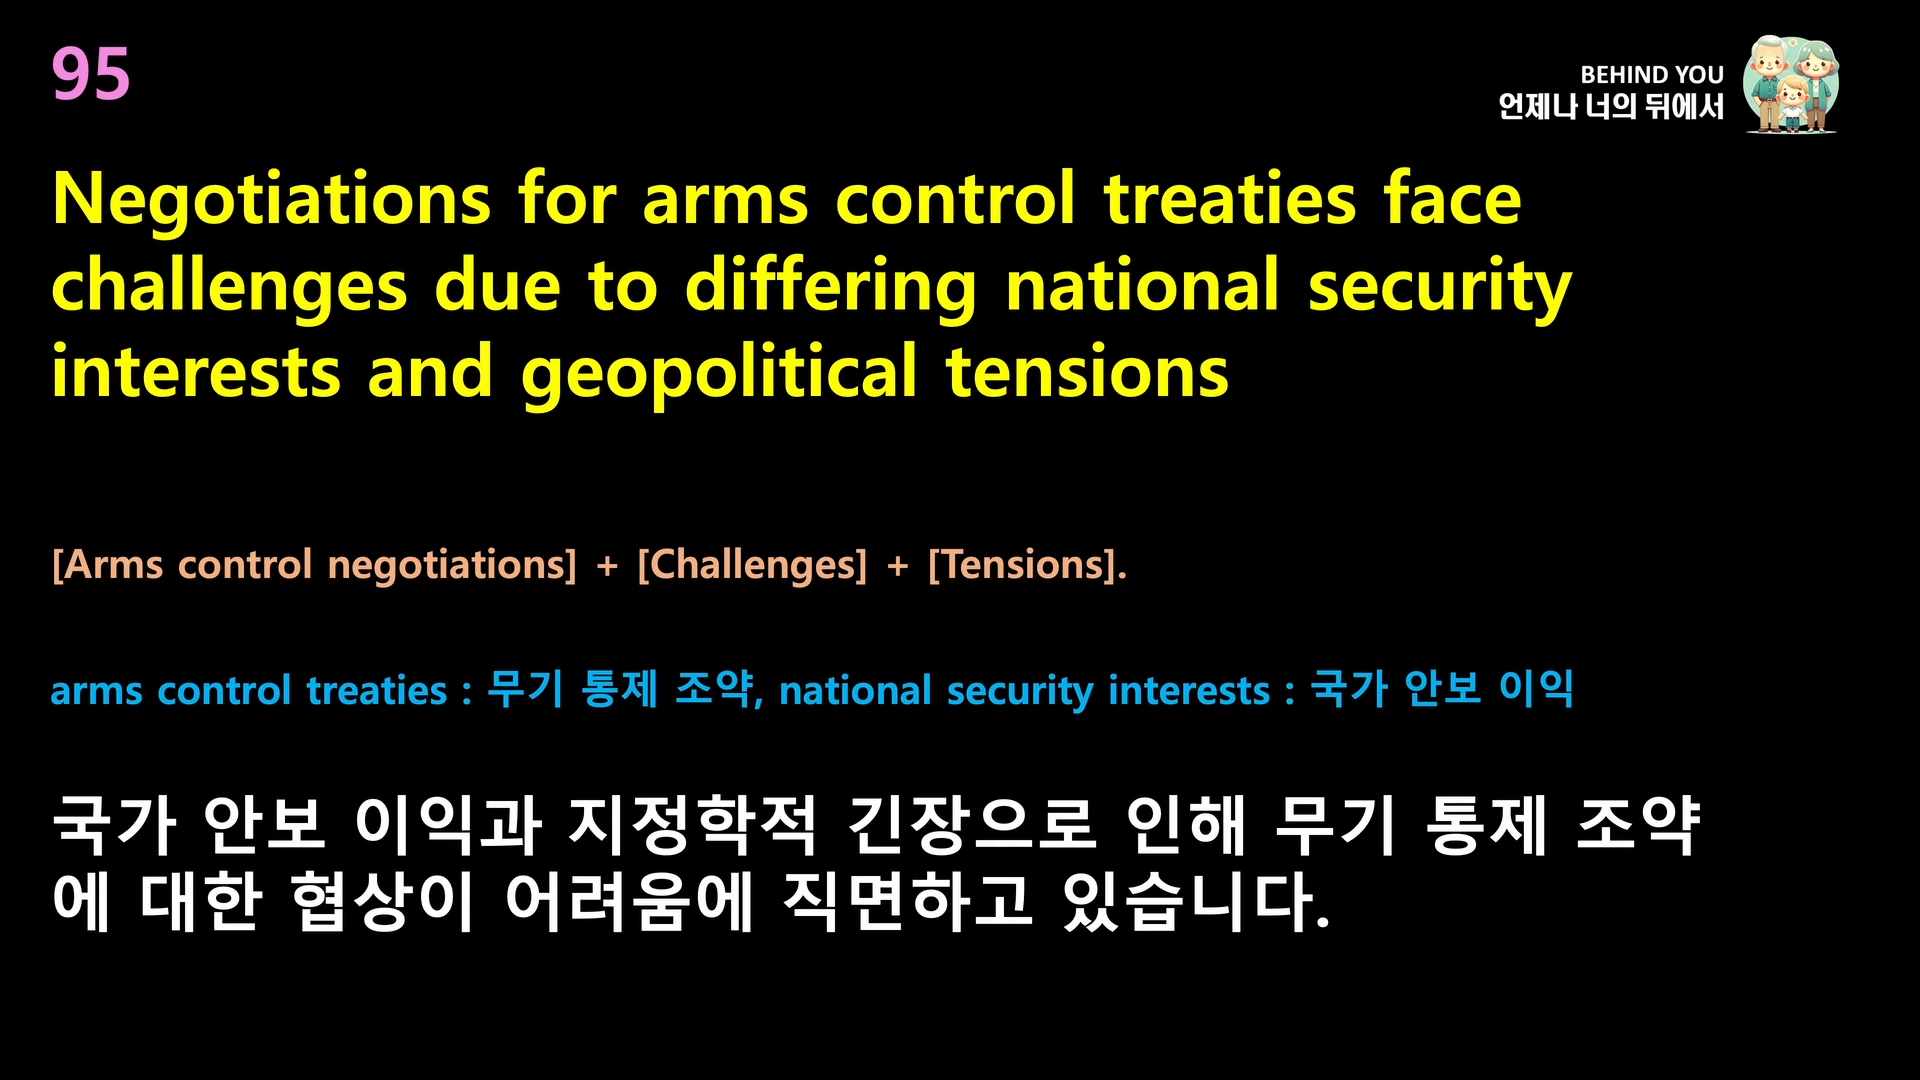 95
BEHIND YOU
언제나 너의 뒤에서
Negotiations for arms control treaties face
challenges due to differing national security
interests and geopolitical tensions
[Arms control negotiations] + [Challenges] + [Tensions].
arms control treaties : 무기 통제 조약, national security interests : 국가 안보 이익
국가 안보 이익과 지정학적 긴장으로 인해 무기 통제 조약
에 대한 협상이 어려움에 직면하고 있습니다.